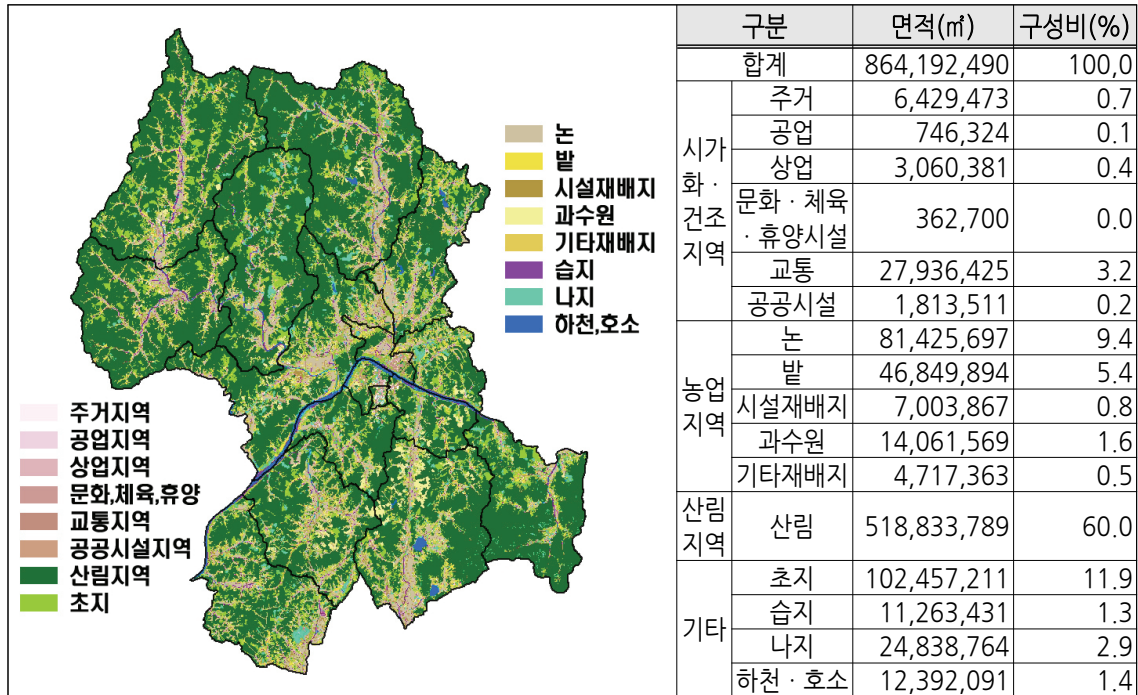 논
밭
시설재배지
과수원
기타재배지
습지
나지
하천,호소
주거지역
공업지역
상업지역
문화,체육,휴양
교통지역
공공시설지역
산림지역
초지
구분 면적(㎡) 구성비(%)
합계 864,192,490 100,0
시가
화 ·
건조
지역
주거 6,429,473 0.7
공업 746,324 0.1
상업 3,060,381 0.4
문화 · 체육
· 휴양시설 362,700 0.0
교통 27,936,425 3.2
공공시설 1,813,511 0.2
농업
지역
논 81,425,697 9.4
밭 46,849,894 5.4
시설재배지 7,003,867 0.8
과수원 14,061,569 1.6
기타재배지 4,717,363 0.5
산림
지역
산림 518,833,789 60.0
기타
초지 102,457,211 11.9
습지 11,263,431 1.3
나지 24,838,764 2.9
하천 · 호소 12,392,091 1.4